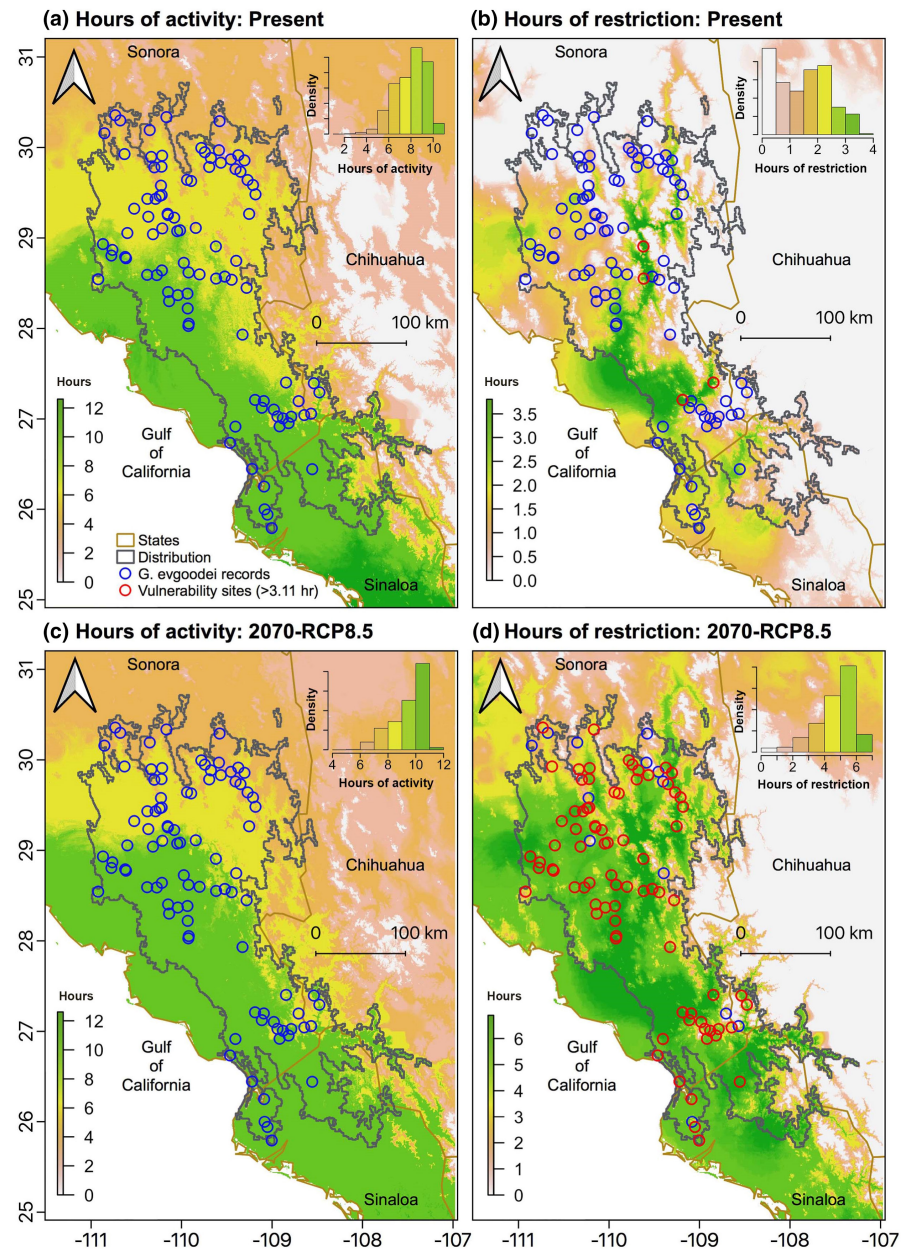 (a) Hours of activity: Present
31
30
29
28
27
26
25
Sonora
Density
2 4 6 8 10
Hours of activity
Chihuahua
0 100 km
Hours
12
10
8
6
4
2
0
Gulf
of
California
States
Distribution
G. evgoodei records
Vulnerability sites (>3.11 hr)
Sinaloa
(b) Hours of restriction: Present
Sonora
Density
0 1 2 3 4
Hours of restriction
Chihuahua
0 100 km
Hours
3.5
3.0
2.5
2.0
1.5
1.0
0.5
0.0
Gulf
of
California
Sinaloa
(c) Hours of activity: 2070-RCP8.5
31
30
29
28
27
26
25
Sonora
Density
4 6 8 10 12
Hours of activity
Chihuahua
0 100 km
Hours
12
10
8
6
4
2
0
Gulf
of
California
Sinaloa
-111 -110 -109 -108 -107
(d) Hours of restriction: 2070-RCP8.5
Sonora
Density
0 2 4 6
Hours of restriction
Chihuahua
0 100 km
Hours
6
5
4
3
2
1
0
Gulf
of
California
Sinaloa
-111 -110 -109 -108 -107